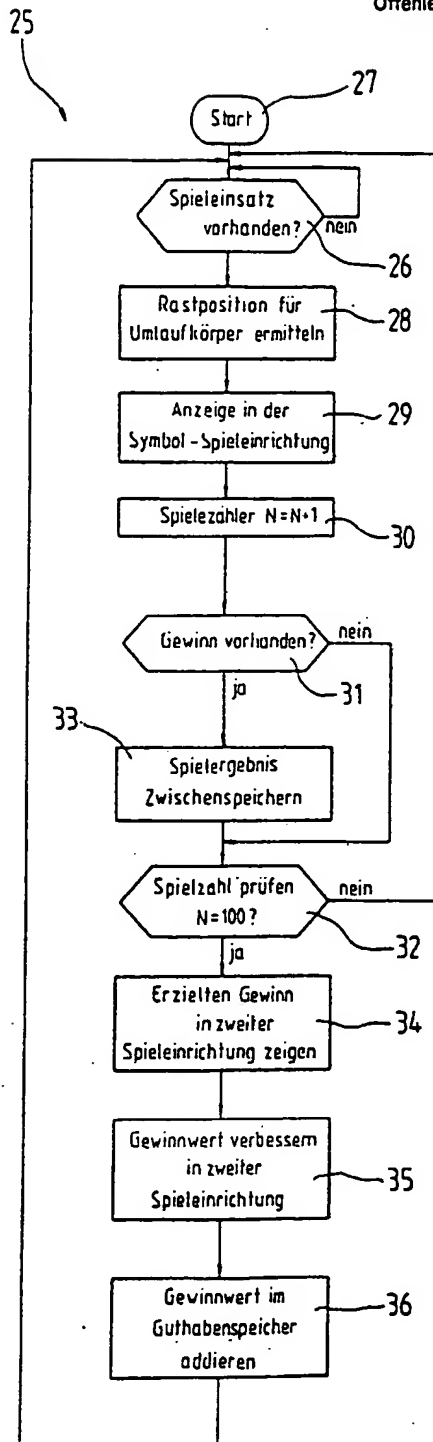 25
27
Start
Spieleinsatz
vorhanden?
nein
26
Rastposition für
Umlaufkörper ermitteln
28
Anzeige in der
Symbol-Spieleinrichtung
29
Spielezähler N=N+1
30
Gewinn vorhanden?
nein
31
ja
33
Spielergebnis
Zwischenspeichern
Spielzahl prüfen
nein
N=100?
32
ja
Erzielten Gewinn
in zweiter
Spieleinrichtung zeigen
34
Gewinnwert verbessern
in zweiter
Spieleinrichtung
35
Gewinnwert im
Guthabenspeicher
addieren
36